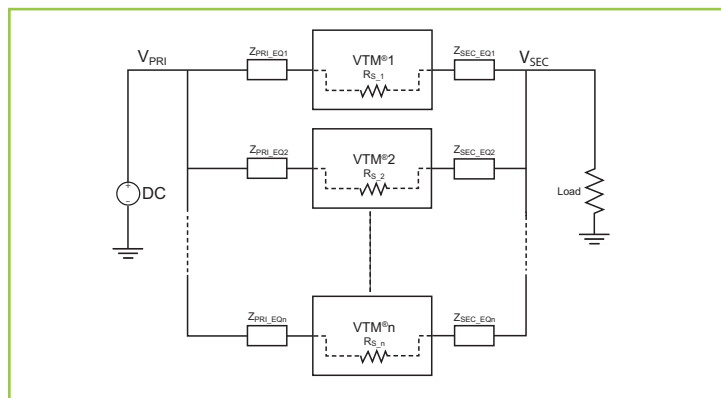 V_PRI
Z_PRI_EQ1
VTM®1
R_S_1
Z_SEC_EQ1
V_SEC
Z_PRI_EQ2
VTM®2
R_S_2
Z_SEC_EQ2
+
DC
–
Load
Z_PRI_EQn
VTM®n
R_S_n
Z_SEC_EQn